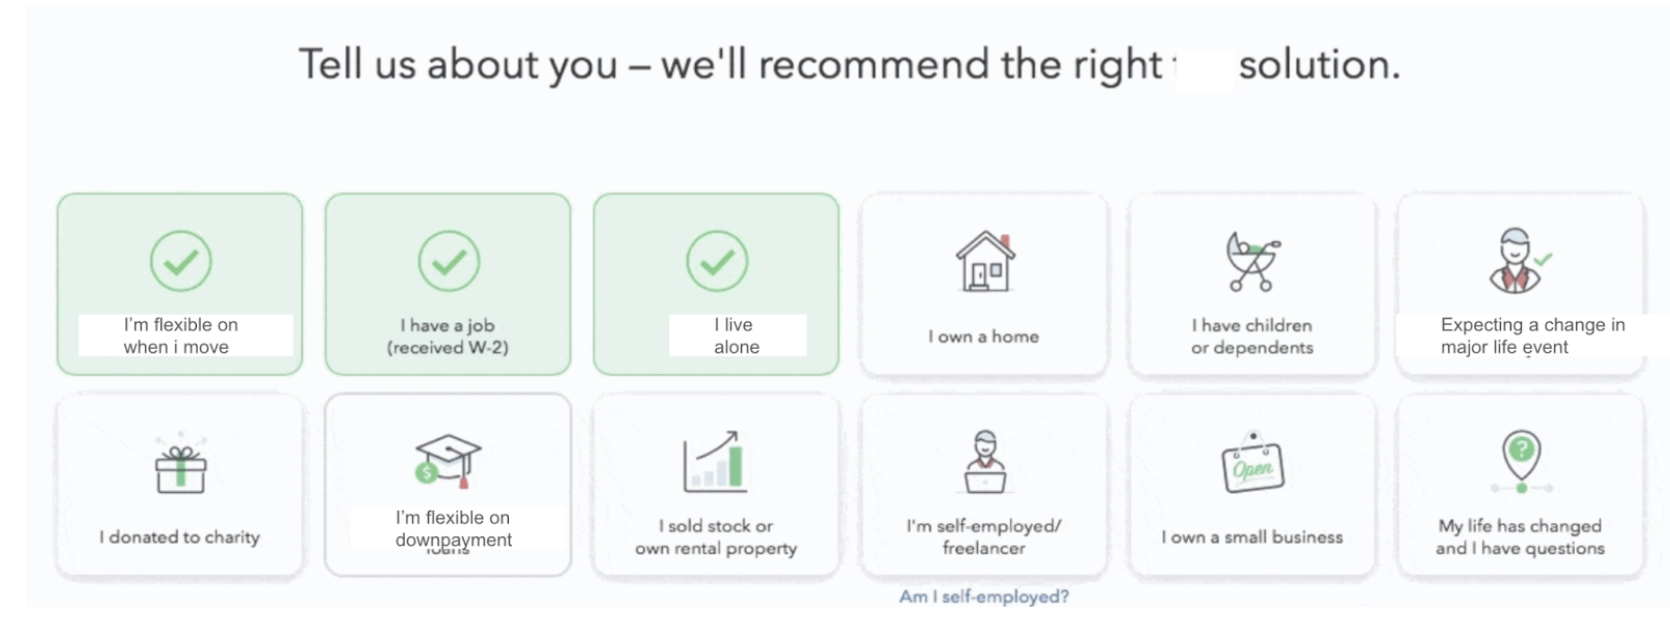 Tell us about you – we'll recommend the right solution.
I'm flexible on
when i move
I have a job
(received W-2)
I live
alone
I own a home
I have children
or dependents
Expecting a change in
major life event
I donated to charity
$
I'm flexible on
downpayment
loans
I sold stock or
own rental property
I'm self-employed/
freelancer
Open
I own a small business
?
My life has changed
and I have questions
Am I self-employed?